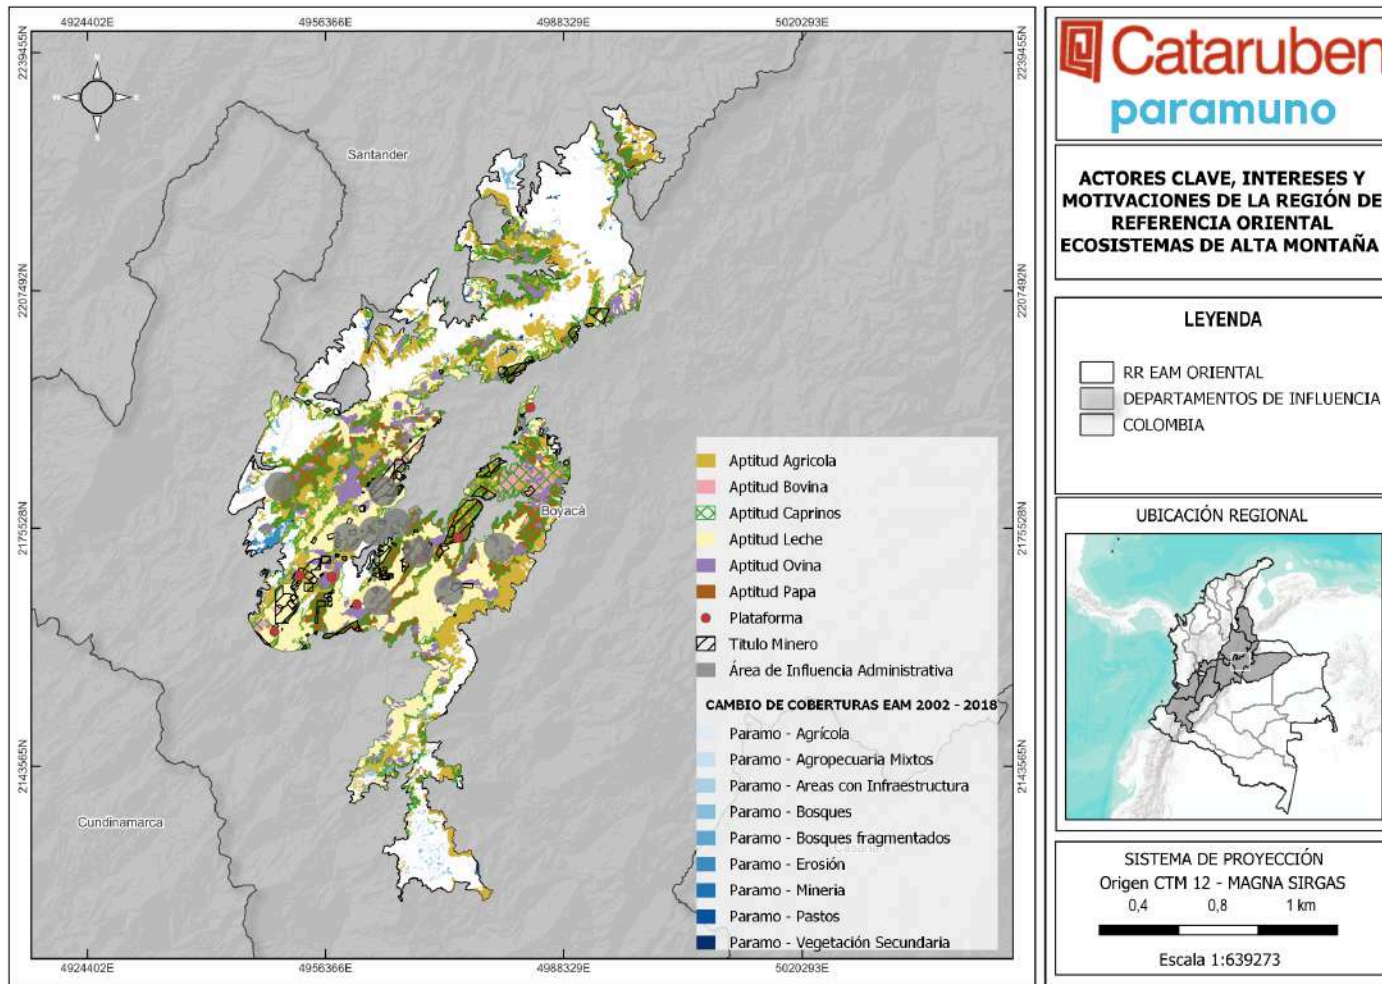 4924402E
4956366E
4988329E
5020293E
2239455N
2239455N
Santander
2207492N
2207492N
Boyacá
2175528N
2175528N
Cundinamarca
2143565N
2143565N
Aptitud Agricola
Aptitud Bovina
Aptitud Caprinos
Aptitud Leche
Aptitud Ovina
Aptitud Papa
Plataforma
Titulo Minero
Área de Influencia Administrativa
CAMBIO DE COBERTURAS EAM 2002 - 2018
Paramo - Agrícola
Paramo - Agropecuaria Mixtos
Paramo - Areas con Infraestructura
Paramo - Bosques
Paramo - Bosques fragmentados
Paramo - Erosión
Paramo - Mineria
Paramo - Pastos
Paramo - Vegetación Secundaria
4924402E
4956366E
4988329E
5020293E
Cataruben
paramuno
ACTORES CLAVE, INTERESES Y
MOTIVACIONES DE LA REGIÓN DE
REFERENCIA ORIENTAL
ECOSISTEMAS DE ALTA MONTAÑA
LEYENDA
RR EAM ORIENTAL
DEPARTAMENTOS DE INFLUENCIA
COLOMBIA
UBICACIÓN REGIONAL
SISTEMA DE PROYECCIÓN
Origen CTM 12 - MAGNA SIRGAS
0,4 0,8 1 km
Escala 1:639273